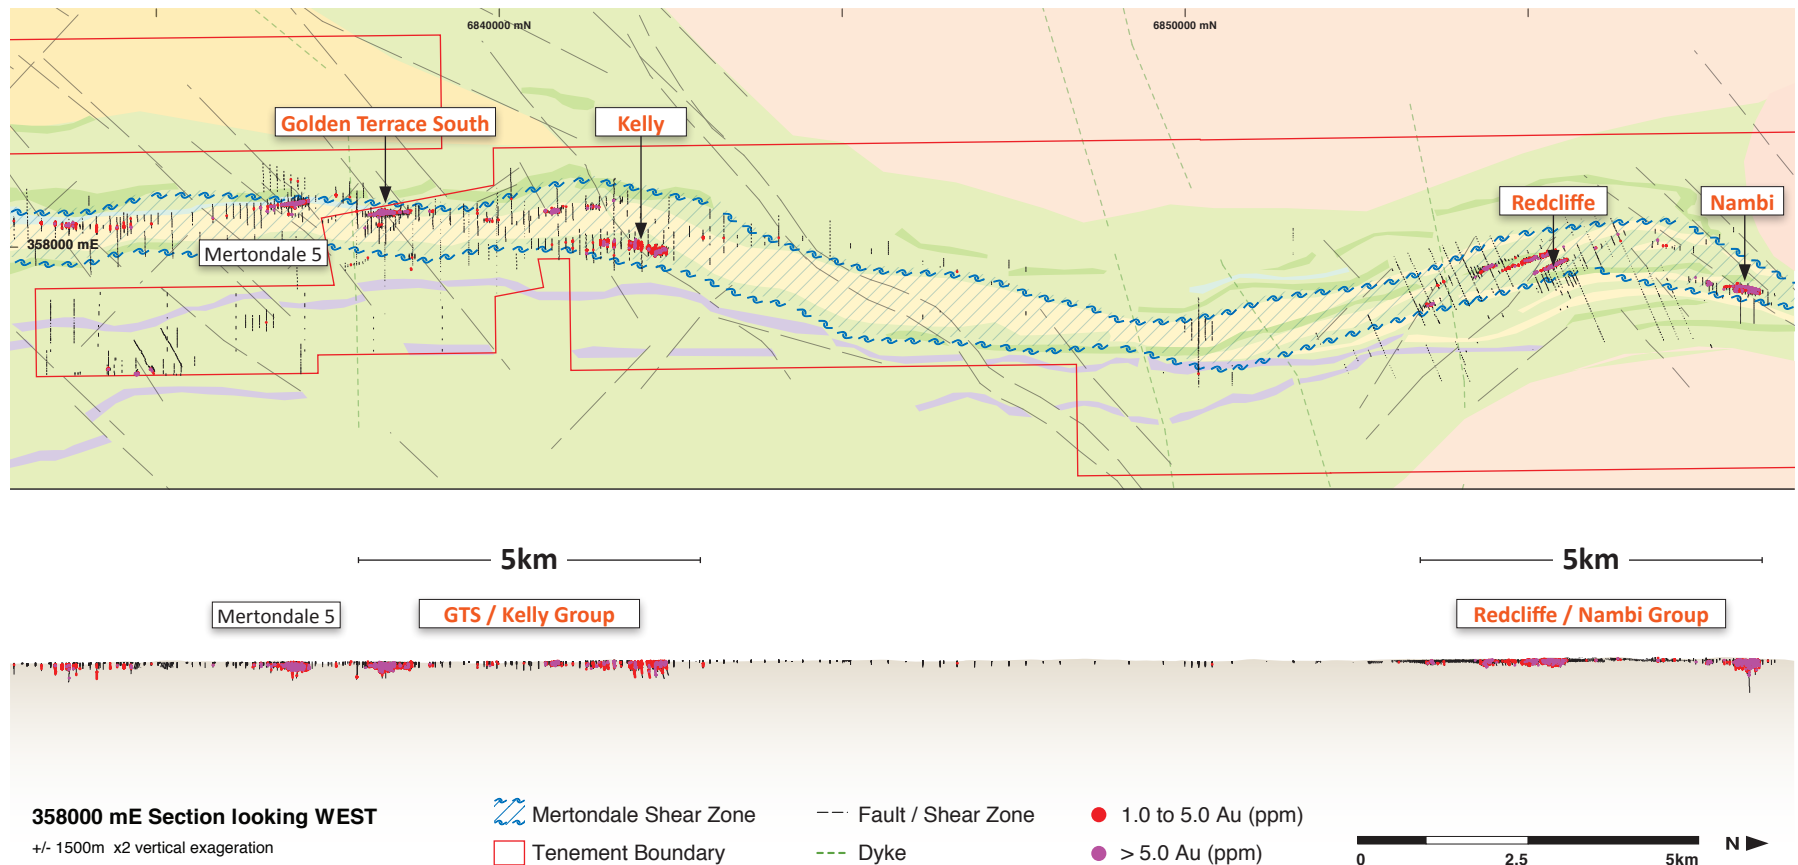 6840000 mN
6850000 mN
Golden Terrace South
Kelly
Redcliffe
Nambi
358000 mE
Mertondale 5
5km
5km
Mertondale 5
GTS / Kelly Group
Redcliffe / Nambi Group
358000 mE Section looking WEST
+/- 1500m x2 vertical exageration
Mertondale Shear Zone
Tenement Boundary
Fault / Shear Zone
Dyke
1.0 to 5.0 Au (ppm)
> 5.0 Au (ppm)
0 2.5 5km
N